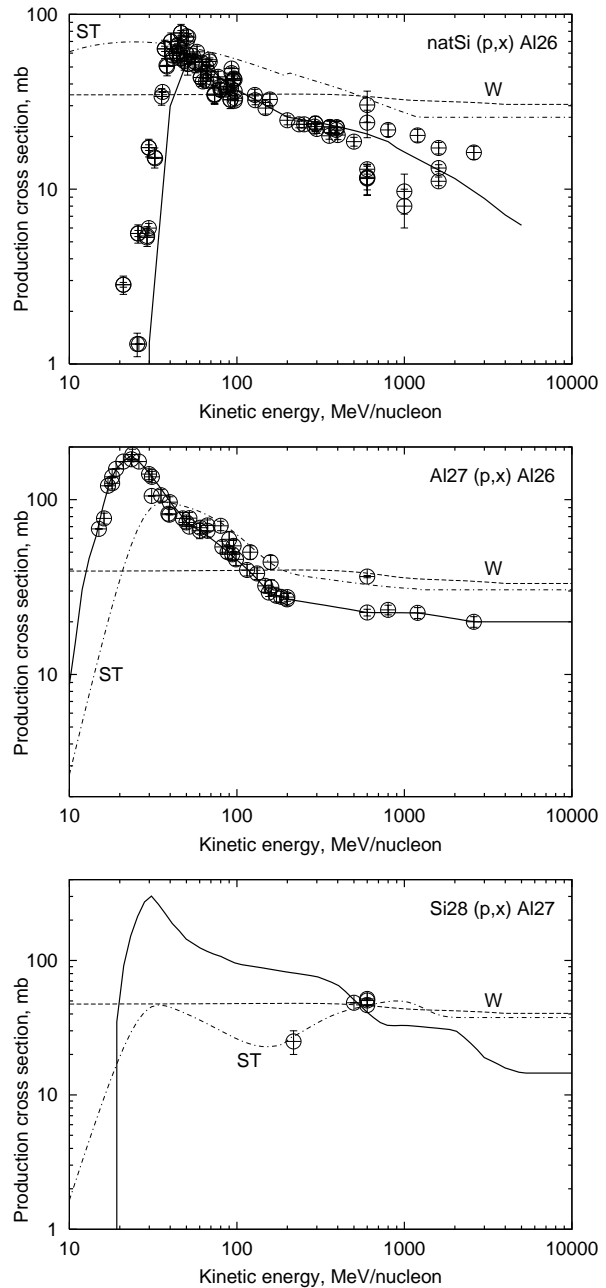 natSi (p,x) Al26
ST
W
Production cross section, mb
100
10
1
10 100 1000 10000
Kinetic energy, MeV/nucleon
Al27 (p,x) Al26
W
ST
Production cross section, mb
100
10
10 100 1000 10000
Kinetic energy, MeV/nucleon
Si28 (p,x) Al27
W
ST
Production cross section, mb
100
10
1
10 100 1000 10000
Kinetic energy, MeV/nucleon